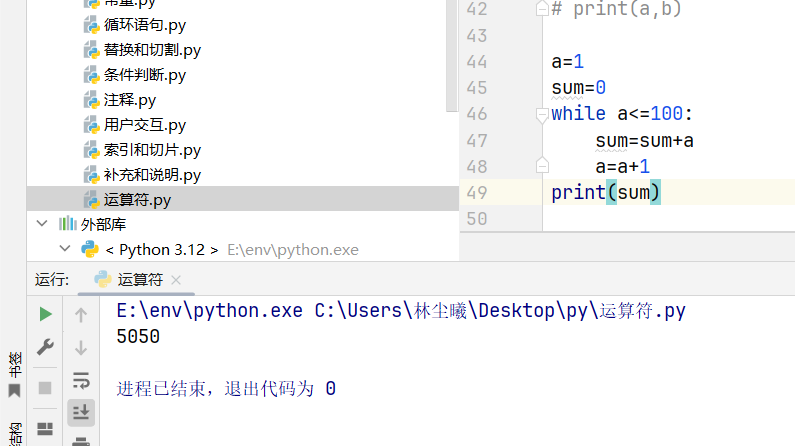 常量.py
循环语句.py
替换和切割.py
条件判断.py
注释.py
用户交互.py
索引和切片.py
补充和说明.py
运算符.py
外部库
< Python 3.12 > E:\env\python.exe
42 # print(a,b)
43
44 a=1
45 sum=0
46 while a<=100:
47 sum=sum+a
48 a=a+1
49 print(sum)
50
运行: 运算符
E:\env\python.exe C:\Users\林尘曦\Desktop\py\运算符.py
5050
进程已结束，退出代码为 0
书签
结构